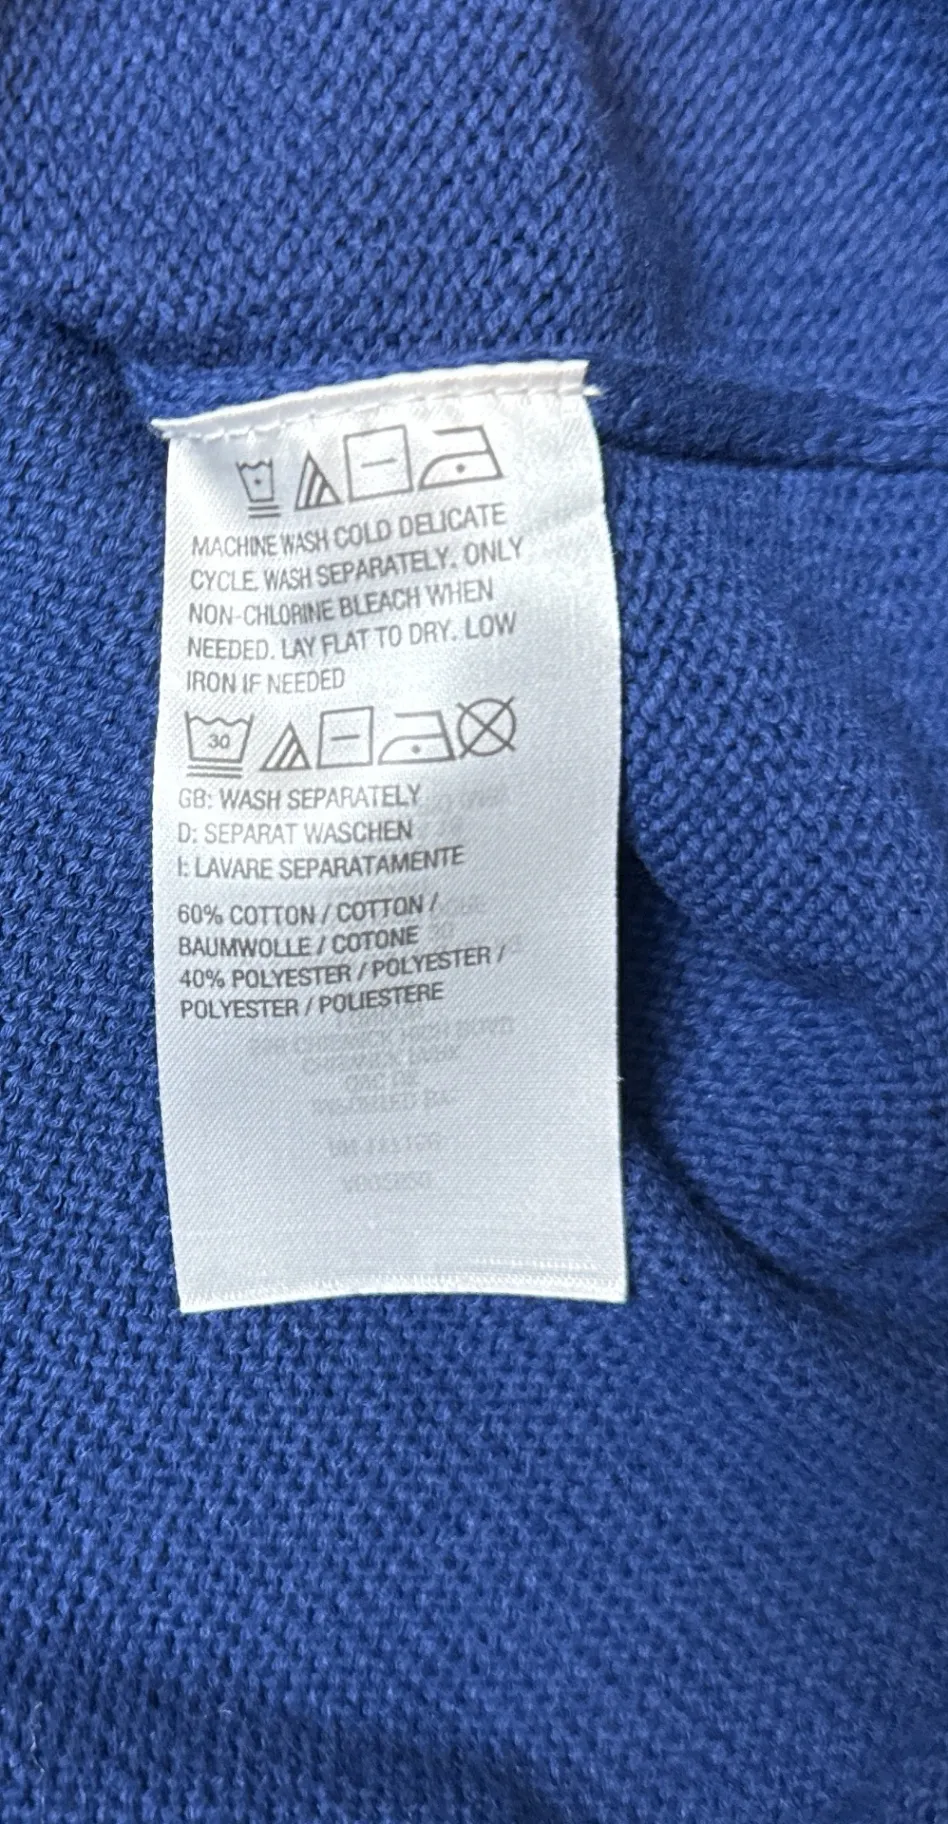 MACHINE WASH COLD DELICATE
CYCLE. WASH SEPARATELY. ONLY
NON-CHLORINE BLEACH WHEN
NEEDED. LAY FLAT TO DRY. LOW
IRON IF NEEDED
30
GB: WASH SEPARATELY
D: SEPARAT WASCHEN
I: LAVARE SEPARATAMENTE
60% COTTON / COTTON /
BAUMWOLLE / COTONE
40% POLYESTER / POLYESTER /
POLYESTER / POLIESTERE